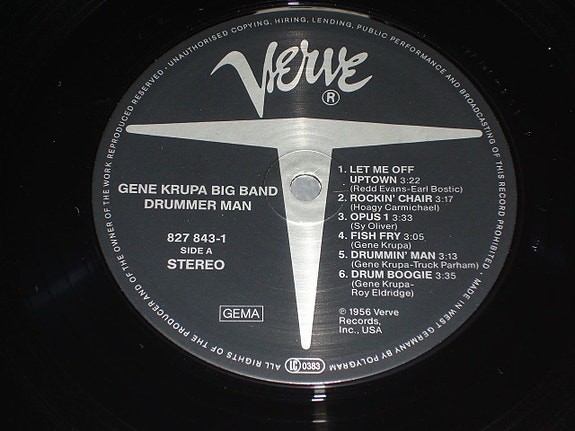 UNAUTHORISED COPYING, HIRING, LENDING, PUBLIC PERFORMANCE AND BROADCASTING OF THIS RECORD PROHIBITED · MADE IN WEST GERMANY BY POLYGRAM
ALL RIGHTS OF THE PRODUCER AND OF THE OWNER OF THE WORK REPRODUCED RESERVED ·
Verve
®
GENE KRUPA BIG BAND
DRUMMER MAN
827 843-1
SIDE A
STEREO
GEMA
1. LET ME OFF
UPTOWN 3:22
(Redd Evans-Earl Bostic)
2. ROCKIN' CHAIR 3:17
(Hoagy Carmichael)
3. OPUS 1 3:33
(Sy Oliver)
4. FISH FRY 3:05
(Gene Krupa)
5. DRUMMIN' MAN 3:13
(Gene Krupa-Truck Parham)
6. DRUM BOOGIE 3:35
(Gene Krupa-
Roy Eldridge)
℗ 1956 Verve
Records,
Inc., USA
LC 0383